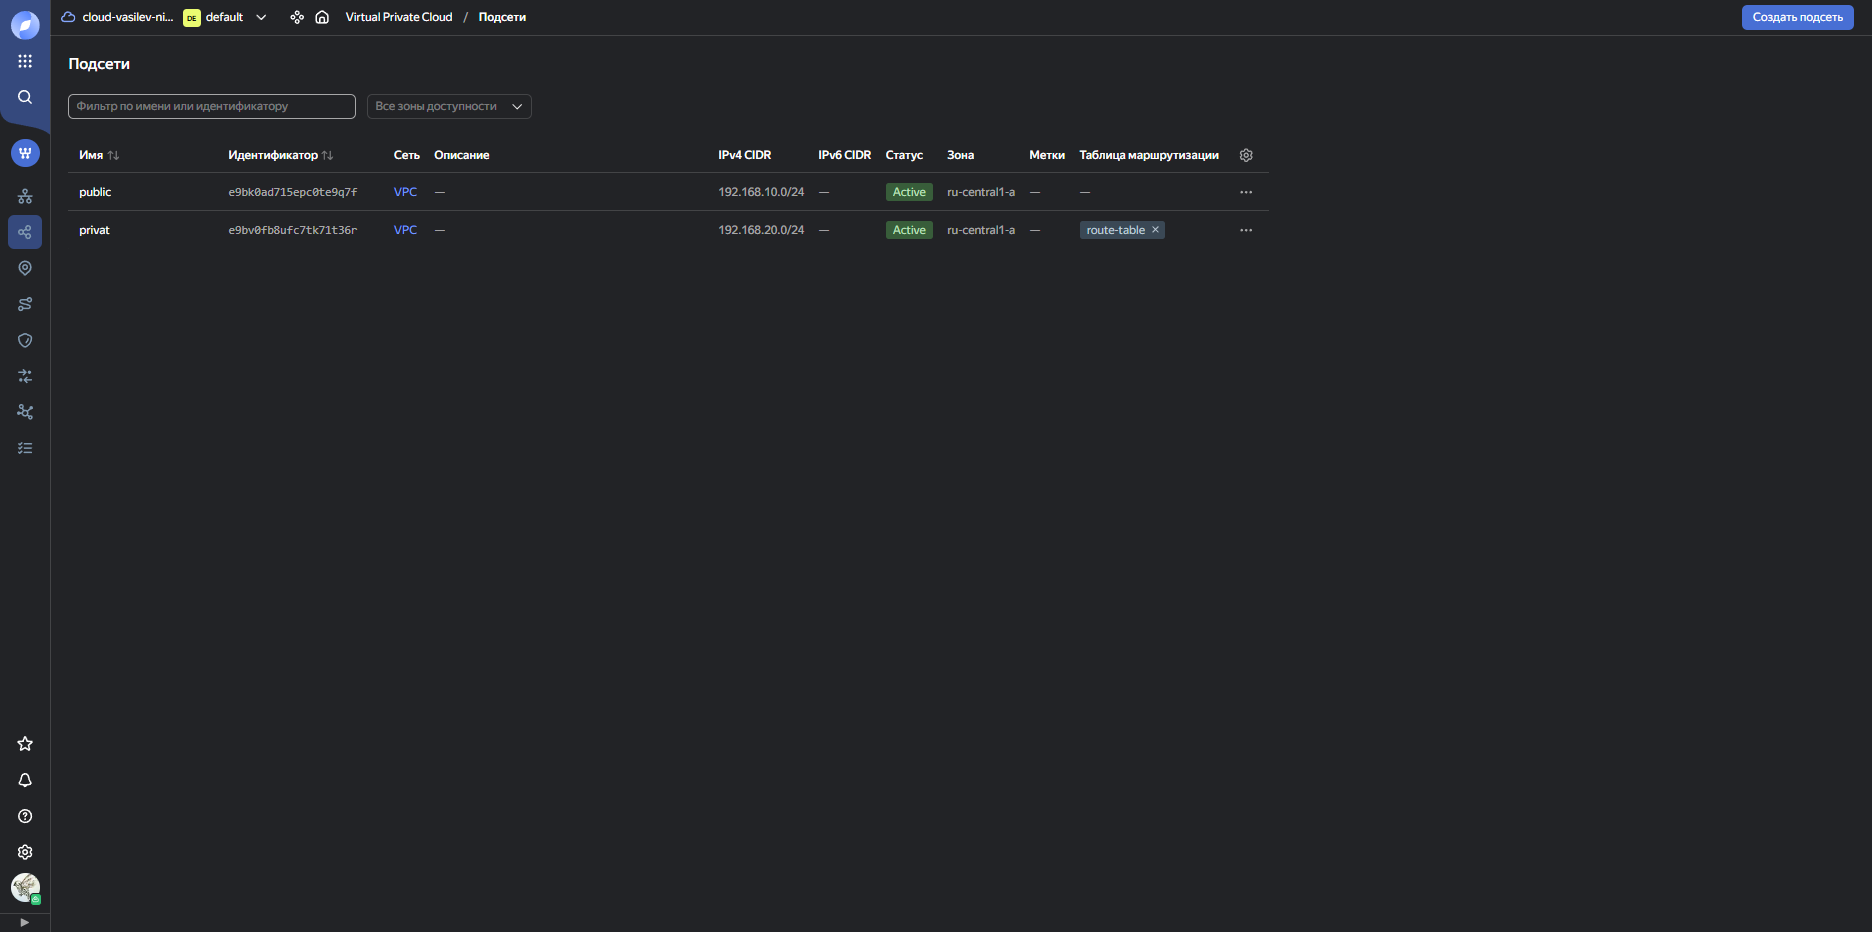 cloud-vasilev-ni... DE default Virtual Private Cloud / Подсети Создать подсеть
Подсети
Фильтр по имени или идентификатору Все зоны доступности
Имя Идентификатор Сеть Описание IPv4 CIDR IPv6 CIDR Статус Зона Метки Таблица маршрутизации
public e9bk0ad715epc0te9q7f VPC — 192.168.10.0/24 — Active ru-central1-a — —
privat e9bv0fb8ufc7tk71t36r VPC — 192.168.20.0/24 — Active ru-central1-a — route-table ×